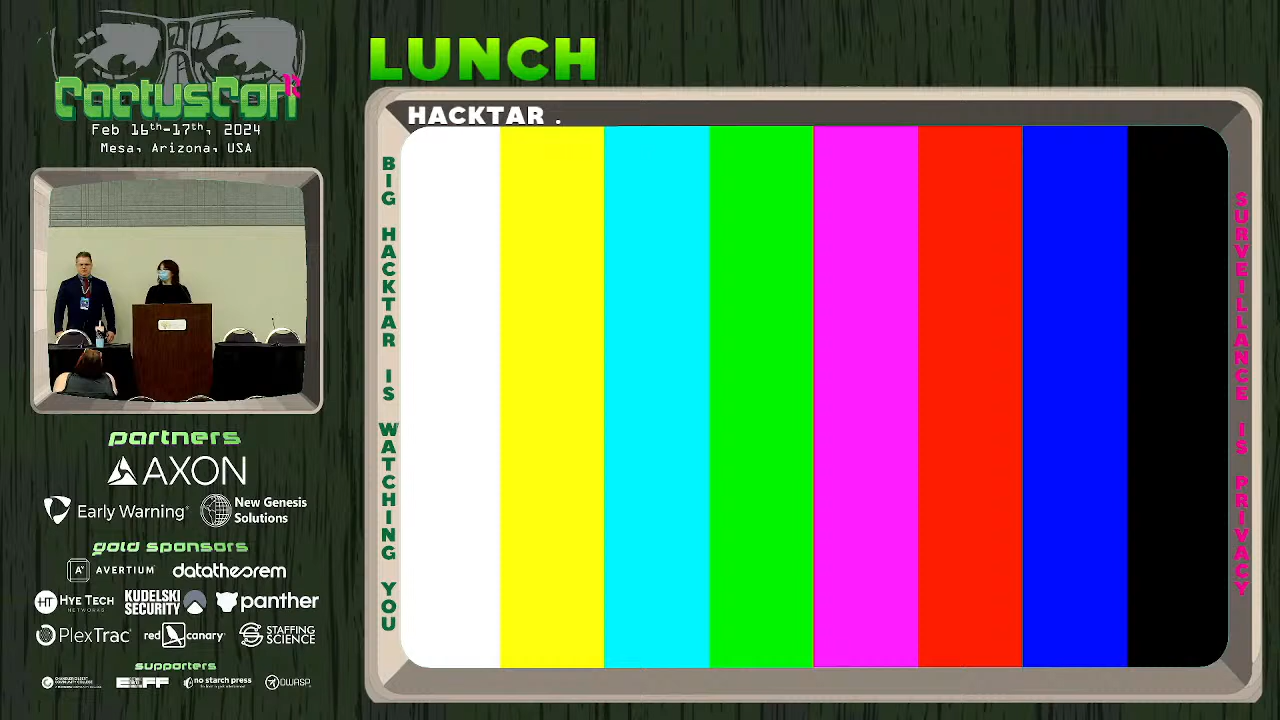 CactusCon
12
Feb 16th-17th, 2024
Mesa, Arizona, USA
LUNCH
HACKTAR .
BIG HACKTAR IS WATCHING YOU
SURVEILLANCE IS PRIVACY
partners
AXON
Early Warning
New Genesis
Solutions
gold sponsors
AVERTIUM
datatheorem
HT HYE TECH
NETWORKS
KUDELSKI
SECURITY
panther
PlexTrac
red canary
STAFFING
SCIENCE
supporters
EFF
no starch press
OWASP